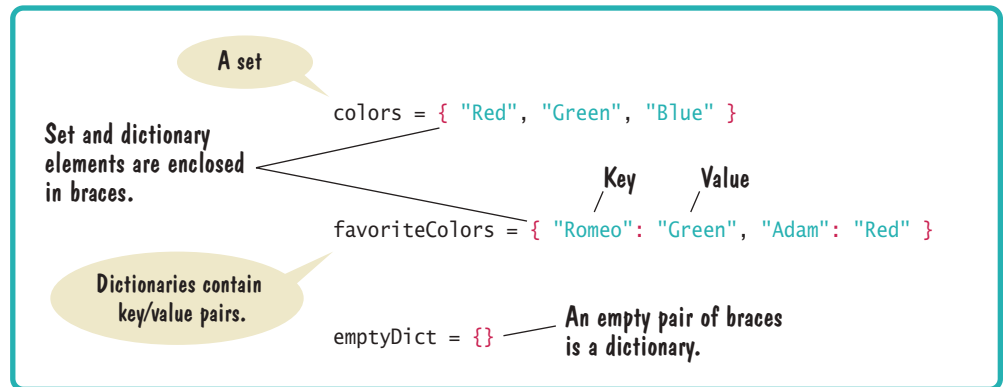 A set
colors = { "Red", "Green", "Blue" }
Set and dictionary
elements are enclosed
in braces.
Key
Value
favoriteColors = { "Romeo": "Green", "Adam": "Red" }
Dictionaries contain
key/value pairs.
emptyDict = {}
An empty pair of braces
is a dictionary.